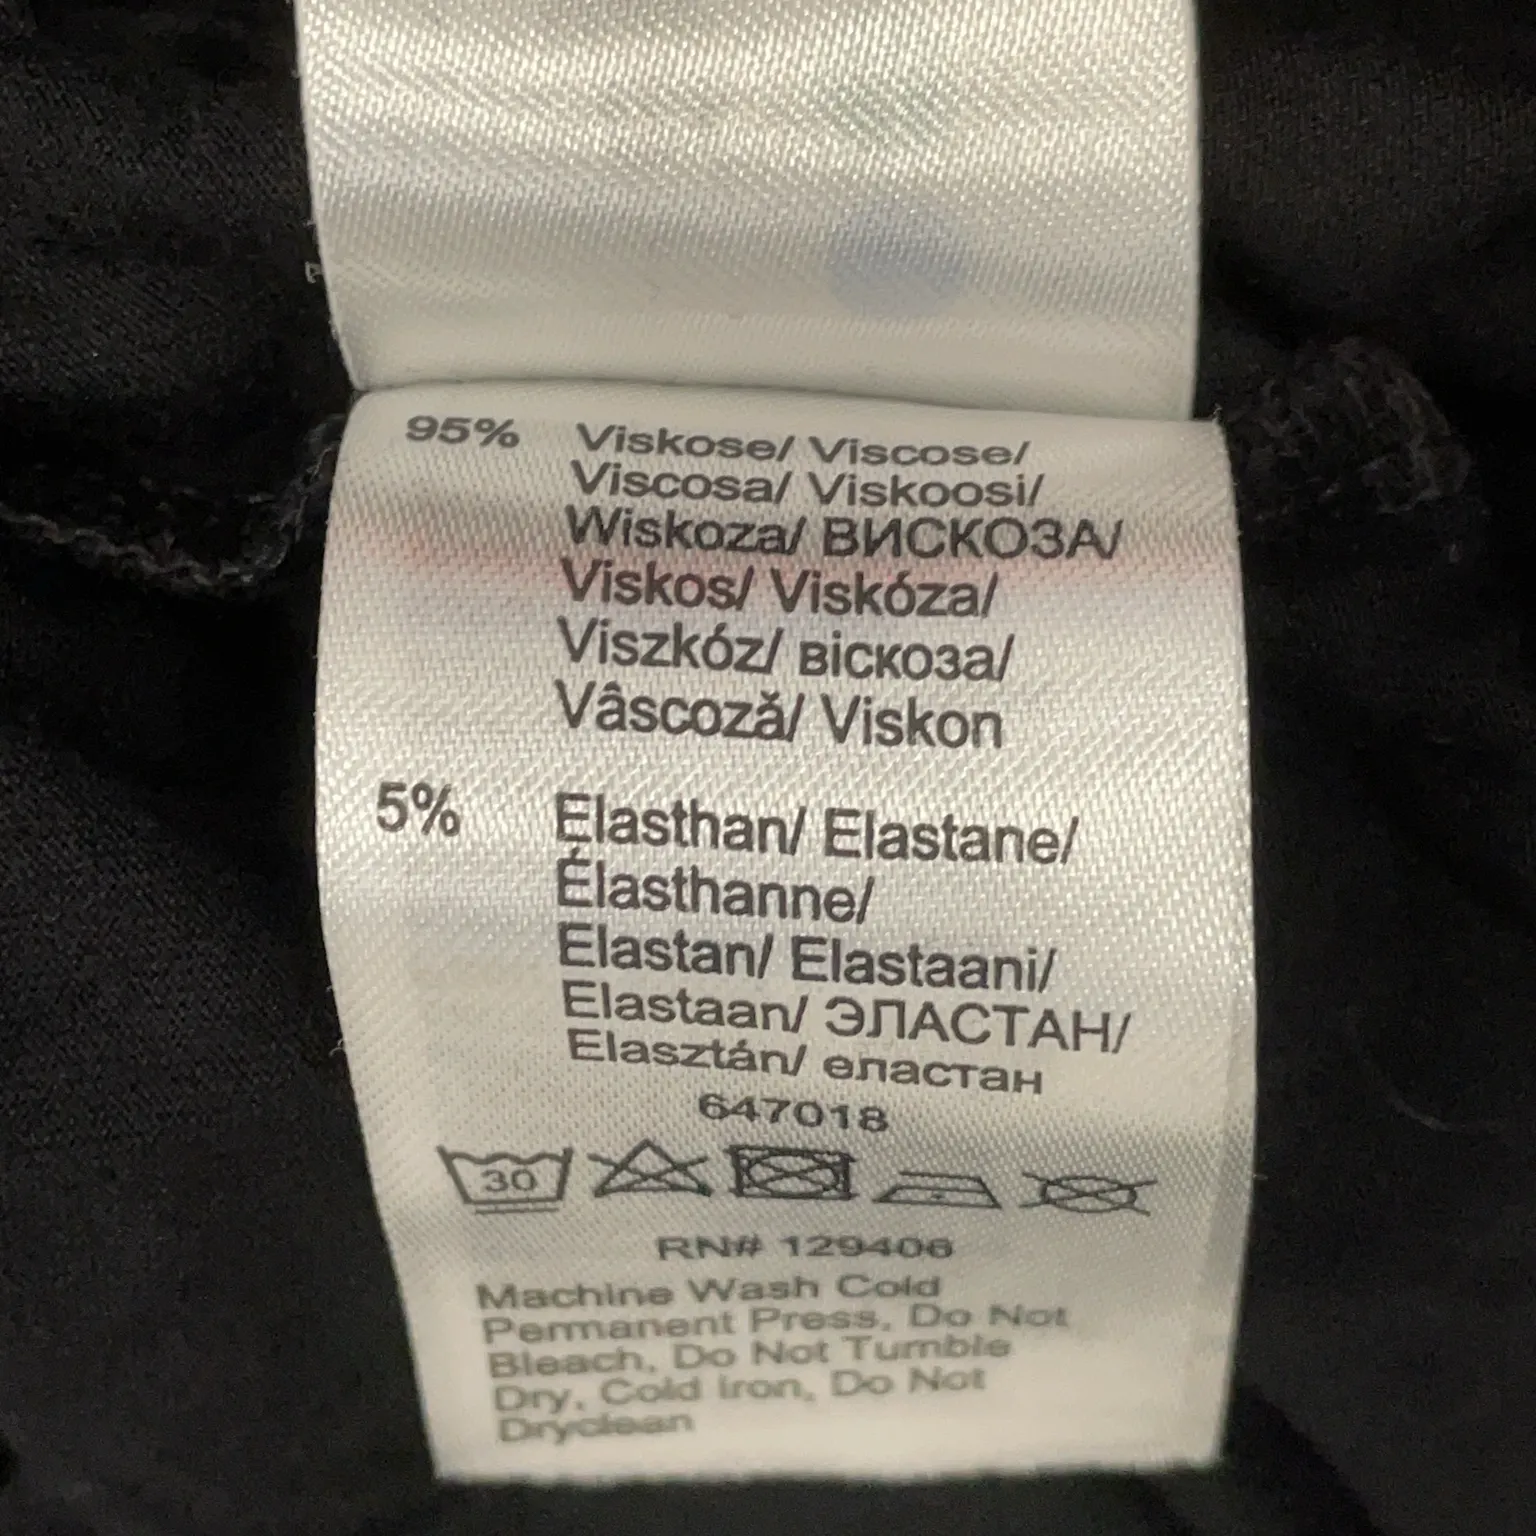 95% Viskose/ Viscose/
Viscosa/ Viskoosi/
Wiskoza/ ВИСКОЗА/
Viskos/ Viskóza/
Viszkóz/ вiскоза/
Vâscoză/ Viskon
5% Elasthan/ Elastane/
Élasthanne/
Elastan/ Elastaani/
Elastaan/ ЭЛАСТАН/
Elasztán/ еластан
647018
30
RN# 129406
Machine Wash Cold
Permanent Press, Do Not
Bleach, Do Not Tumble
Dry, Cold Iron, Do Not
Dryclean